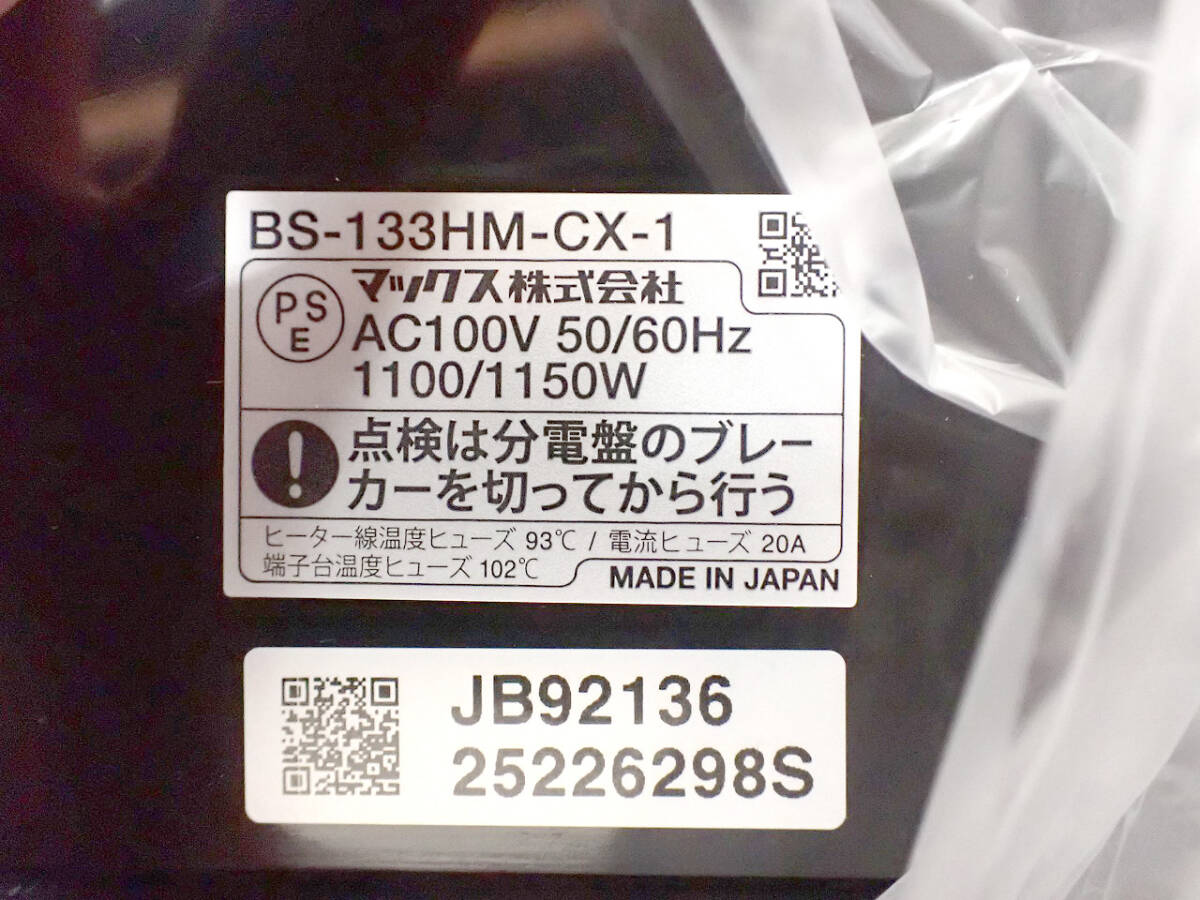 BS-133HM-CX-1
PS
E
マックス株式会社
AC100V 50/60Hz
1100/1150W
点検は分電盤のブレー
カーを切ってから行う
ヒーター線温度ヒューズ 93℃ / 電流ヒューズ 20A
端子台温度ヒューズ 102℃
MADE IN JAPAN
JB92136
25226298S